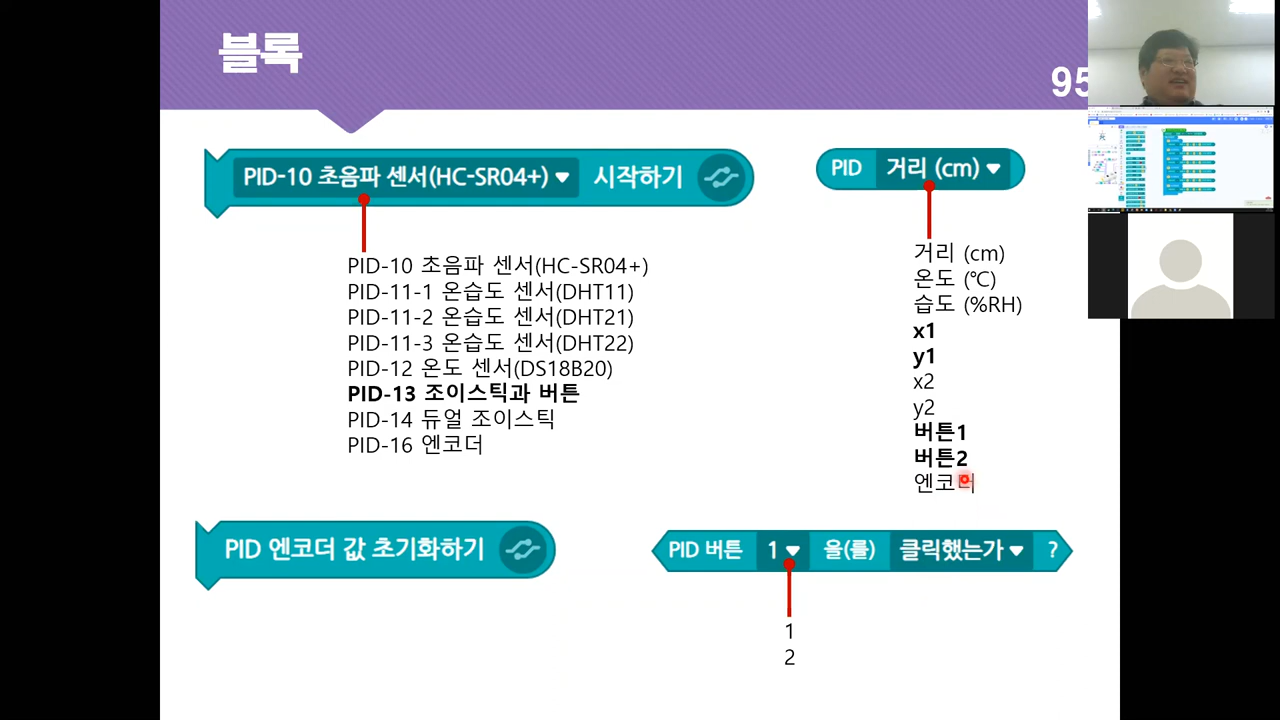 블록
95
PID-10 초음파 센서(HC-SR04+) 시작하기
PID 거리 (cm)
PID-10 초음파 센서(HC-SR04+)
PID-11-1 온습도 센서(DHT11)
PID-11-2 온습도 센서(DHT21)
PID-11-3 온습도 센서(DHT22)
PID-12 온도 센서(DS18B20)
PID-13 조이스틱과 버튼
PID-14 듀얼 조이스틱
PID-16 엔코더
거리 (cm)
온도 (℃)
습도 (%RH)
x1
y1
x2
y2
버튼1
버튼2
엔코더
PID 엔코더 값 초기화하기
PID 버튼 1 을(를) 클릭했는가 ?
1
2